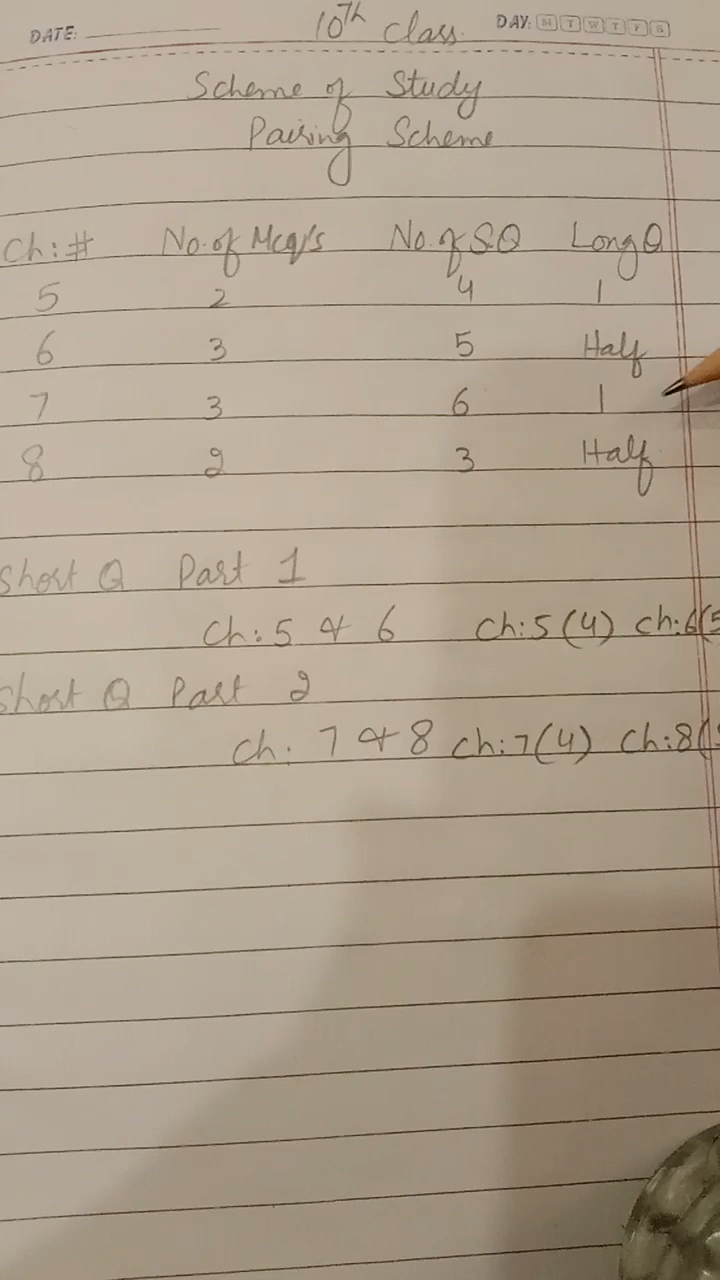 DATE: 10th Class DAY: M T W T F S
Scheme of Study
Pairing Scheme
Ch:# No. of Mcq's No. of S.Q Long Q
5 2 4 1
6 3 5 Half
7 3 6 1
8 2 3 Half
Short Q Part 1
Ch: 5 & 6 Ch:5(4) Ch:6(5
Short Q Part 2
Ch: 7 & 8 Ch:7(4) Ch:8(